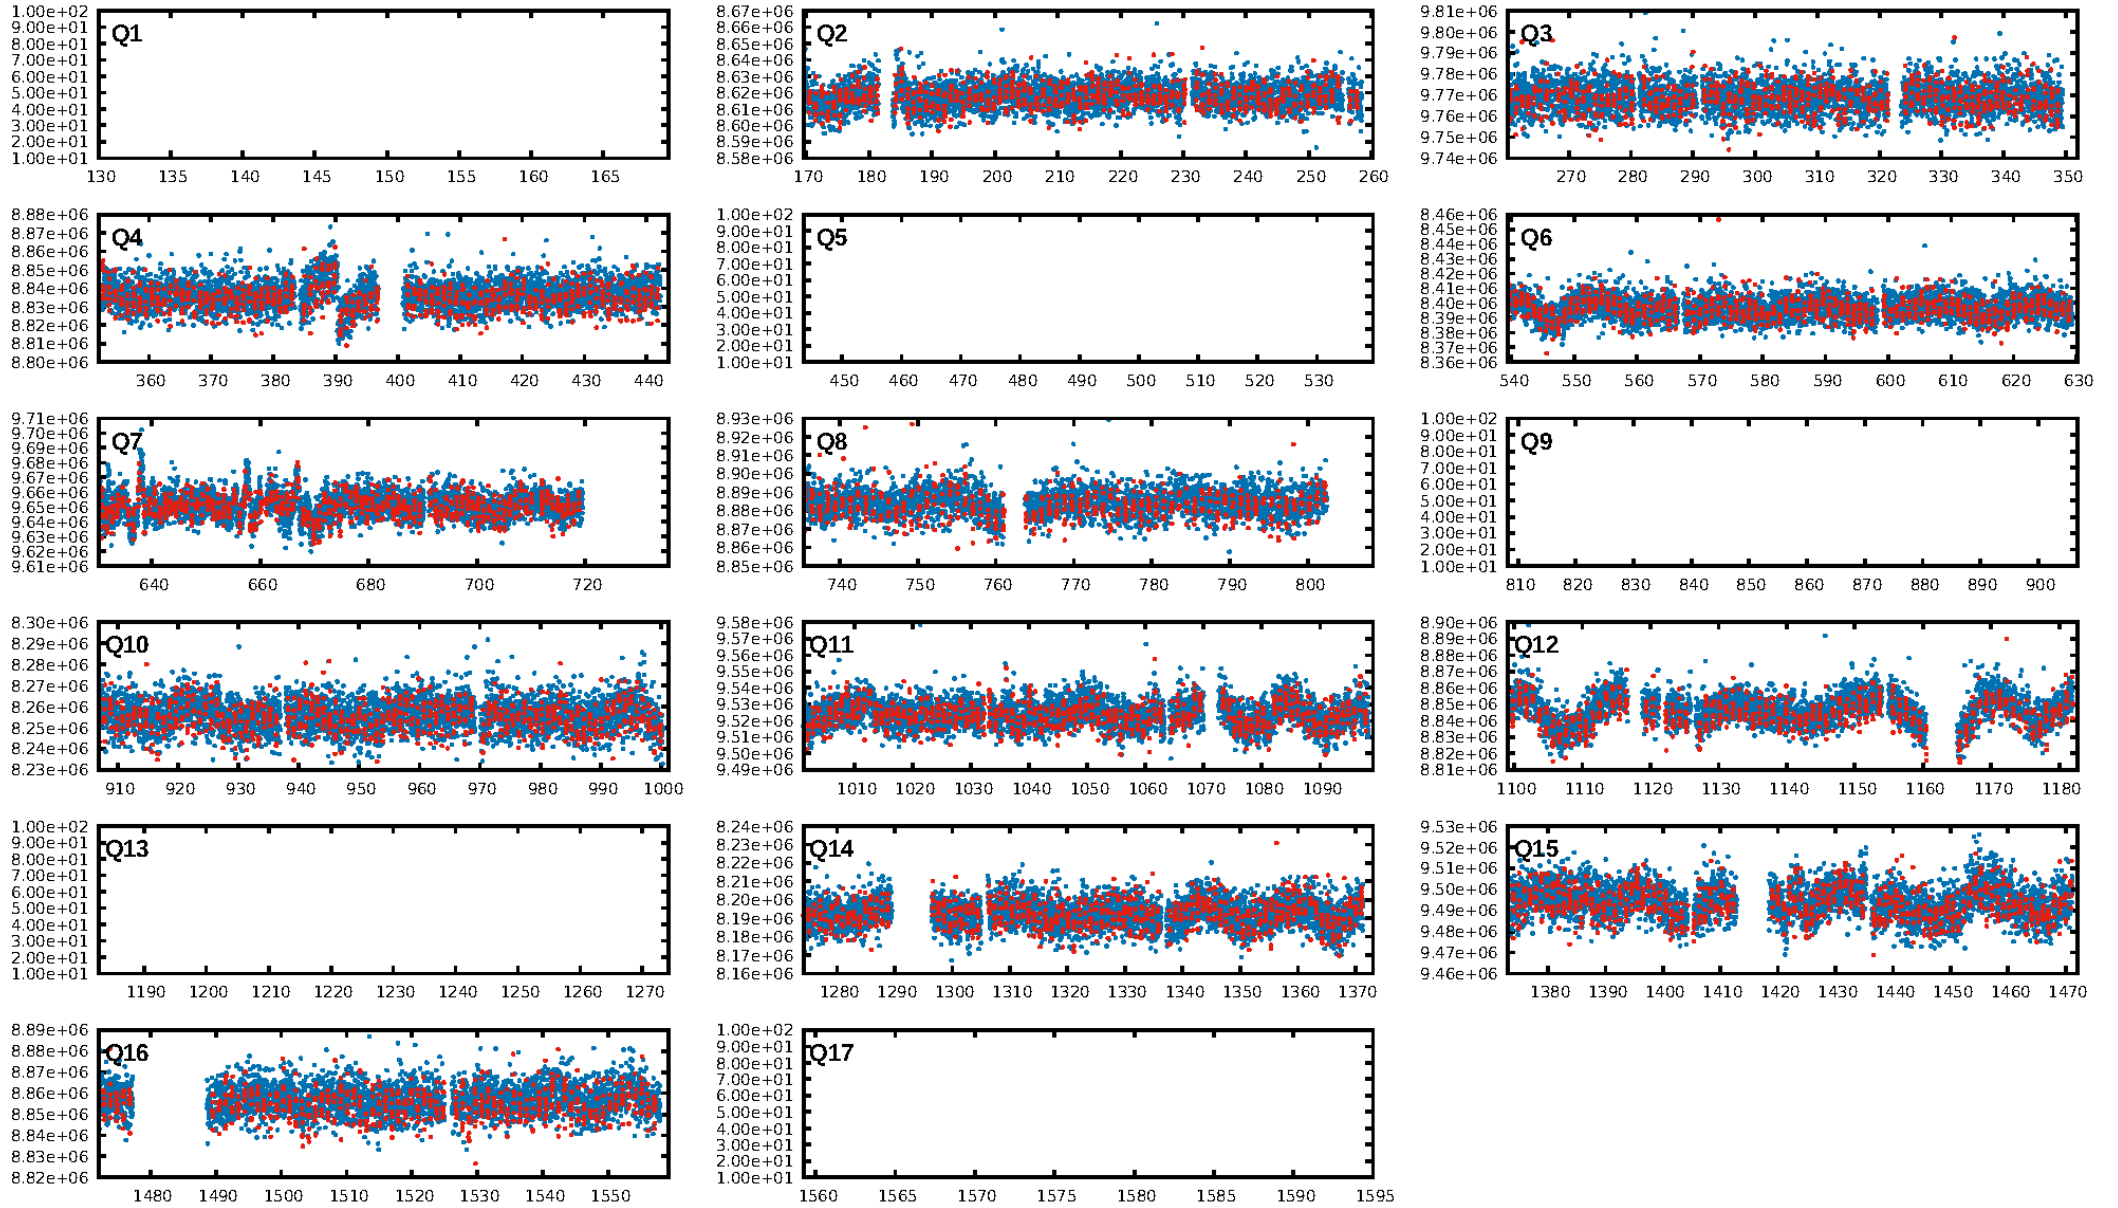 Q1
1.00e+02
9.00e+01
8.00e+01
7.00e+01
6.00e+01
5.00e+01
4.00e+01
3.00e+01
2.00e+01
1.00e+01
130 135 140 145 150 155 160 165
Q2
8.67e+06
8.66e+06
8.65e+06
8.64e+06
8.63e+06
8.62e+06
8.61e+06
8.60e+06
8.59e+06
8.58e+06
170 180 190 200 210 220 230 240 250 260
Q3
9.81e+06
9.80e+06
9.79e+06
9.78e+06
9.77e+06
9.76e+06
9.75e+06
9.74e+06
270 280 290 300 310 320 330 340 350
Q4
8.88e+06
8.87e+06
8.86e+06
8.85e+06
8.84e+06
8.83e+06
8.82e+06
8.81e+06
8.80e+06
360 370 380 390 400 410 420 430 440
Q5
1.00e+02
9.00e+01
8.00e+01
7.00e+01
6.00e+01
5.00e+01
4.00e+01
3.00e+01
2.00e+01
1.00e+01
450 460 470 480 490 500 510 520 530
Q6
8.46e+06
8.44e+06
8.43e+06
8.42e+06
8.41e+06
8.40e+06
8.39e+06
8.38e+06
8.37e+06
8.36e+06
540 550 560 570 580 590 600 610 620 630
Q7
9.71e+06
9.70e+06
9.69e+06
9.68e+06
9.67e+06
9.66e+06
9.65e+06
9.64e+06
9.63e+06
9.62e+06
9.61e+06
640 660 680 700 720
Q8
8.93e+06
8.92e+06
8.91e+06
8.90e+06
8.89e+06
8.88e+06
8.87e+06
8.86e+06
8.85e+06
740 750 760 770 780 790 800
Q9
1.00e+02
9.00e+01
8.00e+01
7.00e+01
6.00e+01
5.00e+01
4.00e+01
3.00e+01
2.00e+01
1.00e+01
810 820 830 840 850 860 870 880 890 900
Q10
8.30e+06
8.29e+06
8.28e+06
8.27e+06
8.26e+06
8.25e+06
8.24e+06
8.23e+06
910 920 930 940 950 960 970 980 990 1000
Q11
9.58e+06
9.57e+06
9.56e+06
9.55e+06
9.54e+06
9.53e+06
9.52e+06
9.51e+06
9.50e+06
9.49e+06
1010 1020 1030 1040 1050 1060 1070 1080 1090
Q12
8.90e+06
8.89e+06
8.88e+06
8.87e+06
8.86e+06
8.85e+06
8.84e+06
8.83e+06
8.82e+06
8.81e+06
1100 1110 1120 1130 1140 1150 1160 1170 1180
Q13
1.00e+02
9.00e+01
8.00e+01
7.00e+01
6.00e+01
5.00e+01
4.00e+01
3.00e+01
2.00e+01
1.00e+01
1190 1200 1210 1220 1230 1240 1250 1260 1270
Q14
8.24e+06
8.23e+06
8.22e+06
8.21e+06
8.20e+06
8.19e+06
8.18e+06
8.17e+06
8.16e+06
1280 1290 1300 1310 1320 1330 1340 1350 1360 1370
Q15
9.53e+06
9.52e+06
9.51e+06
9.50e+06
9.49e+06
9.48e+06
9.47e+06
9.46e+06
1380 1390 1400 1410 1420 1430 1440 1450 1460 1470
Q16
8.89e+06
8.88e+06
8.87e+06
8.86e+06
8.85e+06
8.84e+06
8.83e+06
8.82e+06
1480 1490 1500 1510 1520 1530 1540 1550
Q17
1.00e+02
9.00e+01
8.00e+01
7.00e+01
6.00e+01
5.00e+01
4.00e+01
3.00e+01
2.00e+01
1.00e+01
1560 1565 1570 1575 1580 1585 1590 1595